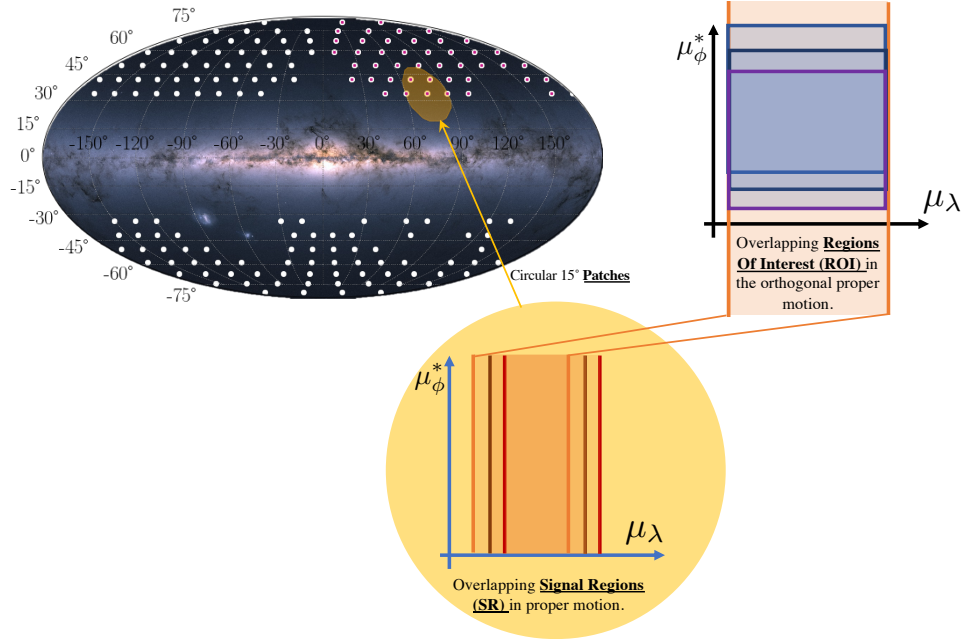 75°
60°
45°
30°
15°
0°
-15°
-30°
-45°
-60°
-75°
-150° -120° -90° -60° -30° 0° 30° 60° 90° 120° 150°
μ*ϕ
μλ
Overlapping Regions
Of Interest (ROI) in
the orthogonal proper
motion.
Circular 15° Patches
μ*ϕ
μλ
Overlapping Signal Regions
(SR) in proper motion.